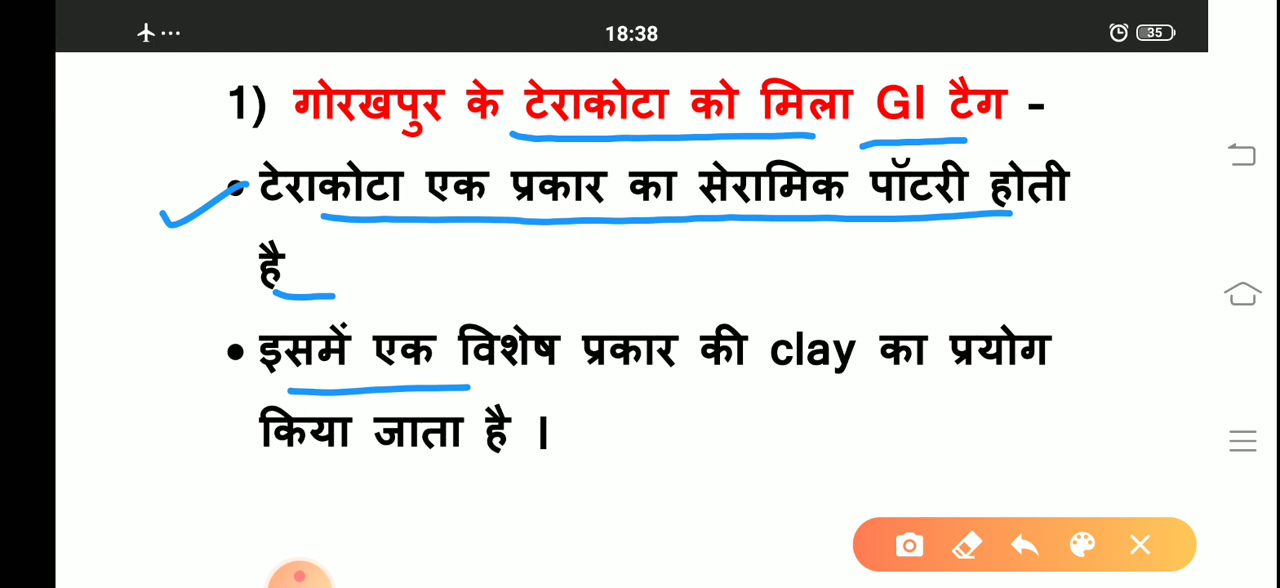 18:38
35
1) गोरखपुर के टेराकोटा को मिला GI टैग -
• टेराकोटा एक प्रकार का सेरामिक पॉटरी होती
है
• इसमें एक विशेष प्रकार की clay का प्रयोग
किया जाता है ।